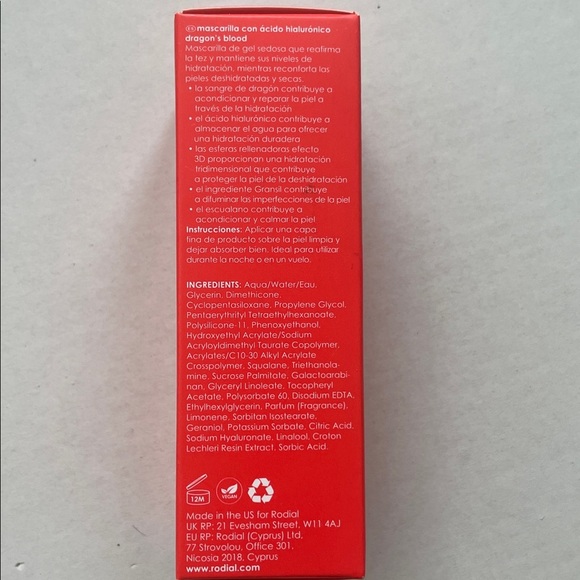 ES mascarilla con ácido hialurónico
dragon's blood
Mascarilla de gel sedosa que reafirma
la tez y mantiene sus niveles de
hidratación, mientras reconforta las
pieles deshidratadas y secas.
• la sangre de dragón contribuye a
acondicionar y reparar la piel a
través de la hidratación
• el ácido hialurónico contribuye a
almacenar el agua para ofrecer
una hidratación duradera
• las esferas rellenadoras efecto
3D proporcionan una hidratación
tridimensional que contribuye
a proteger la piel de la deshidratación
• el ingrediente Gransil contribuye
a difuminar las imperfecciones de la piel
• el escualano contribuye a
acondicionar y calmar la piel
Instrucciones: Aplicar una capa
fina de producto sobre la piel limpia y
dejar absorber bien. Ideal para utilizar
durante la noche o en un vuelo.
INGREDIENTS: Aqua/Water/Eau,
Glycerin, Dimethicone,
Cyclopentasiloxane, Propylene Glycol,
Pentaerythrityl Tetraethylhexanoate,
Polysilicone-11, Phenoxyethanol,
Hydroxyethyl Acrylate/Sodium
Acryloyldimethyl Taurate Copolymer,
Acrylates/C10-30 Alkyl Acrylate
Crosspolymer, Squalane, Triethanola-
mine, Sucrose Palmitate, Galactoarabi-
nan, Glyceryl Linoleate, Tocopheryl
Acetate, Polysorbate 60, Disodium EDTA,
Ethylhexylglycerin, Parfum (Fragrance),
Limonene, Sorbitan Isostearate,
Geraniol, Potassium Sorbate, Citric Acid,
Sodium Hyaluronate, Linalool, Croton
Lechleri Resin Extract, Sorbic Acid.
12M
VEGAN
Made in the US for Rodial
UK RP: 21 Evesham Street, W11 4AJ
EU RP: Rodial (Cyprus) Ltd.
77 Strovolou, Office 301,
Nicosia 2018, Cyprus
www.rodial.com